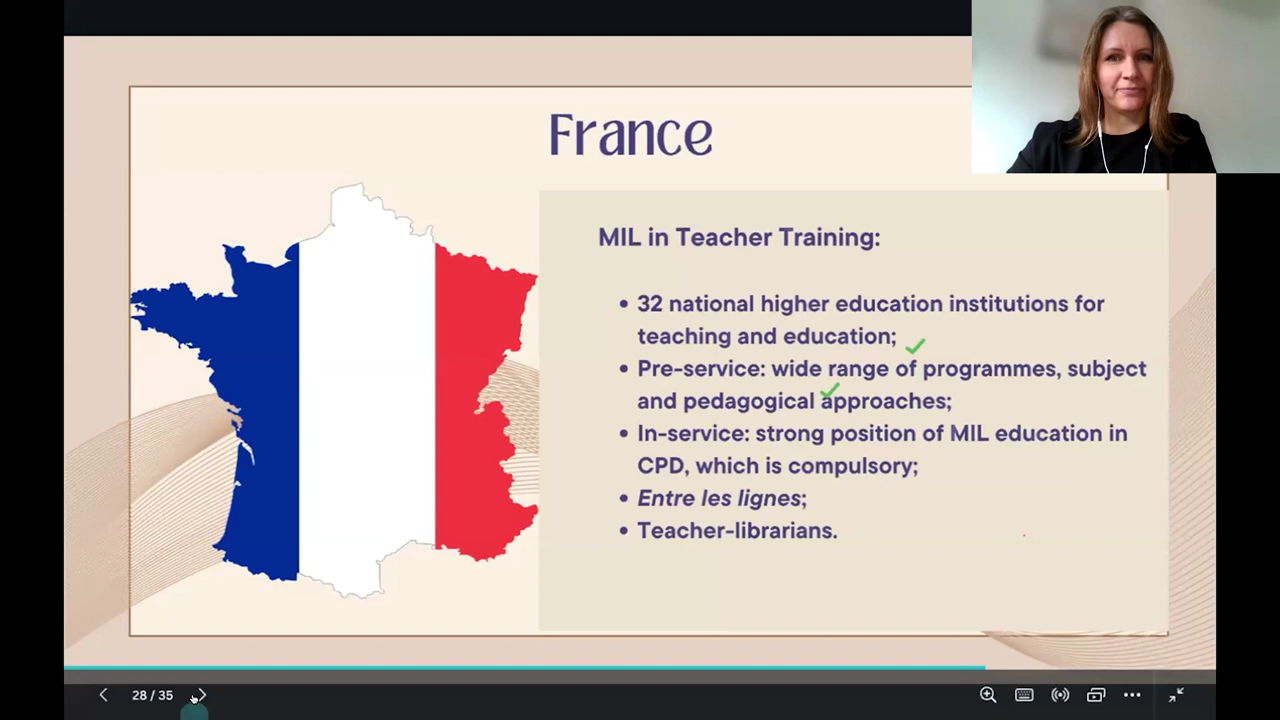 France
MIL in Teacher Training:
• 32 national higher education institutions for
teaching and education;
• Pre-service: wide range of programmes, subject
and pedagogical approaches;
• In-service: strong position of MIL education in
CPD, which is compulsory;
• Entre les lignes;
• Teacher-librarians.
28 / 35